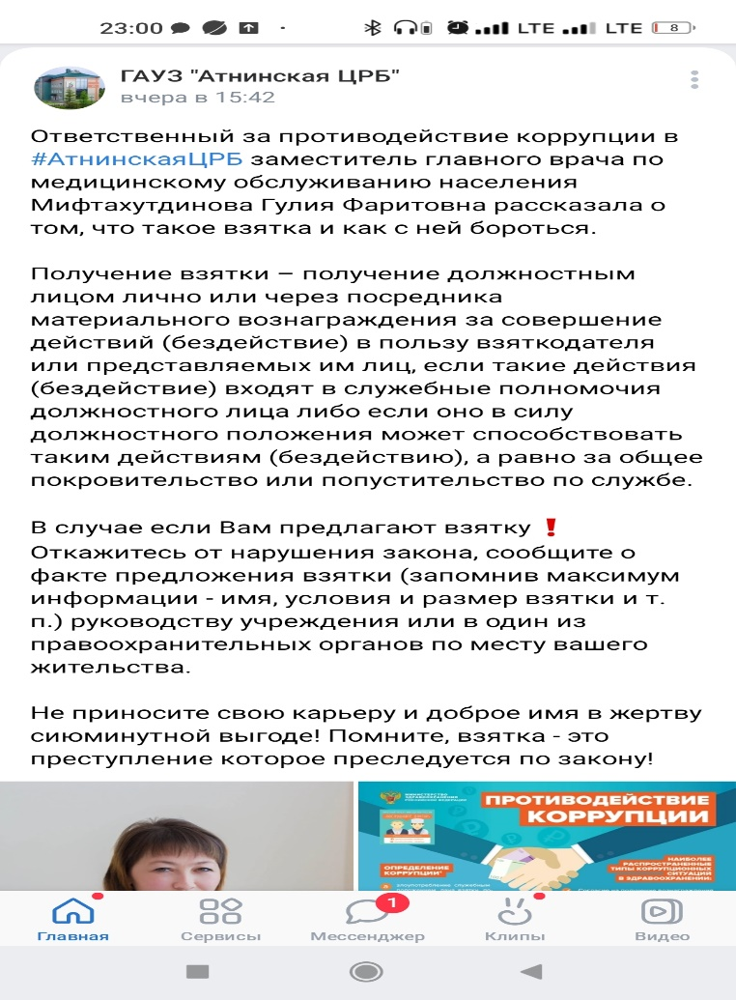 23:00
LTE
LTE
8
ГАУЗ "Атнинская ЦРБ"
вчера в 15:42
Ответственный за противодействие коррупции в
#АтнинскаяЦРБ заместитель главного врача по
медицинскому обслуживанию населения
Мифтахутдинова Гулия Фаритовна рассказала о
том, что такое взятка и как с ней бороться.
Получение взятки – получение должностным
лицом лично или через посредника
материального вознаграждения за совершение
действий (бездействие) в пользу взяткодателя
или представляемых им лиц, если такие действия
(бездействие) входят в служебные полномочия
должностного лица либо если оно в силу
должностного положения может способствовать
таким действиям (бездействию), а равно за общее
покровительство или попустительство по службе.
В случае если Вам предлагают взятку ❗
Откажитесь от нарушения закона, сообщите о
факте предложения взятки (запомнив максимум
информации - имя, условия и размер взятки и т.
п.) руководству учреждения или в один из
правоохранительных органов по месту вашего
жительства.
Не приносите свою карьеру и доброе имя в жертву
сиюминутной выгоде! Помните, взятка - это
преступление которое преследуется по закону!
МИНИСТЕРСТВО
ЗДРАВООХРАНЕНИЯ
РОССИЙСКОЙ ФЕДЕРАЦИИ
ПРОТИВОДЕЙСТВИЕ
КОРРУПЦИИ
ОПРЕДЕЛЕНИЕ
КОРРУПЦИИ
НАИБОЛЕЕ
РАСПРОСТРАНЕННЫЕ
ТИПЫ КОРРУПЦИОННЫХ
СИТУАЦИЙ
В ЗДРАВООХРАНЕНИИ:
злоупотребление служебным
1
Главная
Сервисы
Мессенджер
Клипы
Видео